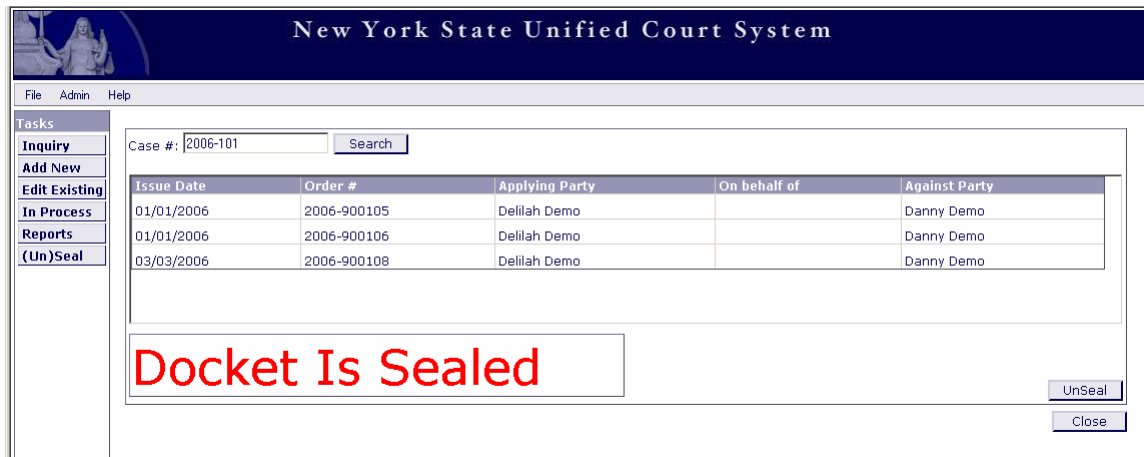 New York State Unified Court System
File Admin Help
Tasks
Inquiry
Add New
Edit Existing
In Process
Reports
(Un)Seal
Case #: 2006-101 Search
Issue Date Order # Applying Party On behalf of Against Party
01/01/2006 2006-900105 Delilah Demo Danny Demo
01/01/2006 2006-900106 Delilah Demo Danny Demo
03/03/2006 2006-900108 Delilah Demo Danny Demo
Docket Is Sealed
UnSeal
Close